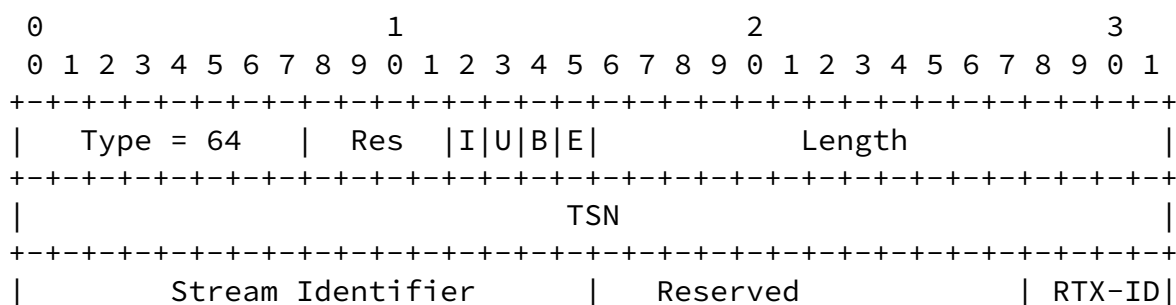 0                   1                   2                   3
 0 1 2 3 4 5 6 7 8 9 0 1 2 3 4 5 6 7 8 9 0 1 2 3 4 5 6 7 8 9 0 1
+-+-+-+-+-+-+-+-+-+-+-+-+-+-+-+-+-+-+-+-+-+-+-+-+-+-+-+-+-+-+-+-+
|   Type = 64   |  Res  |I|U|B|E|           Length              |
+-+-+-+-+-+-+-+-+-+-+-+-+-+-+-+-+-+-+-+-+-+-+-+-+-+-+-+-+-+-+-+-+
|                              TSN                              |
+-+-+-+-+-+-+-+-+-+-+-+-+-+-+-+-+-+-+-+-+-+-+-+-+-+-+-+-+-+-+-+-+
|        Stream Identifier      |   Reserved            | RTX-ID|